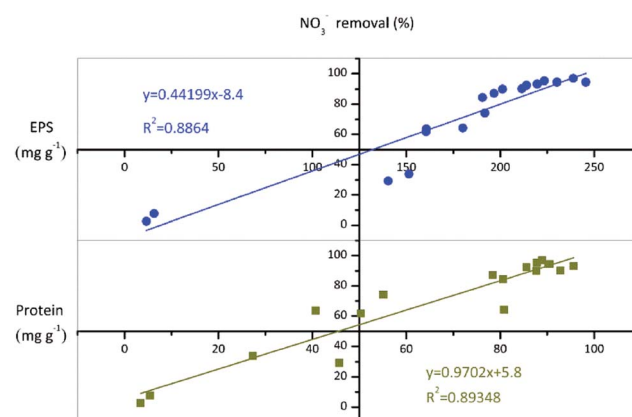 NO3- removal (%)
100
80
y=0.44199x-8.4
R²=0.8864
60
EPS
(mg g⁻¹)
0 50 100 150 200 250
40
20
0
100
80
60
Protein
(mg g⁻¹)
0 20 40 60 80 100
40
y=0.9702x+5.8
20
R²=0.89348
0